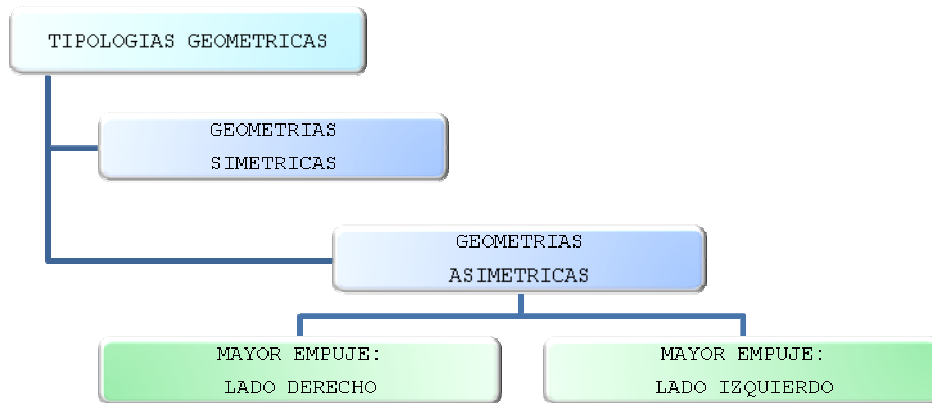 TIPOLOGIAS GEOMETRICAS
GEOMETRIAS
SIMETRICAS
GEOMETRIAS
ASIMETRICAS
MAYOR EMPUJE:
LADO DERECHO
MAYOR EMPUJE:
LADO IZQUIERDO